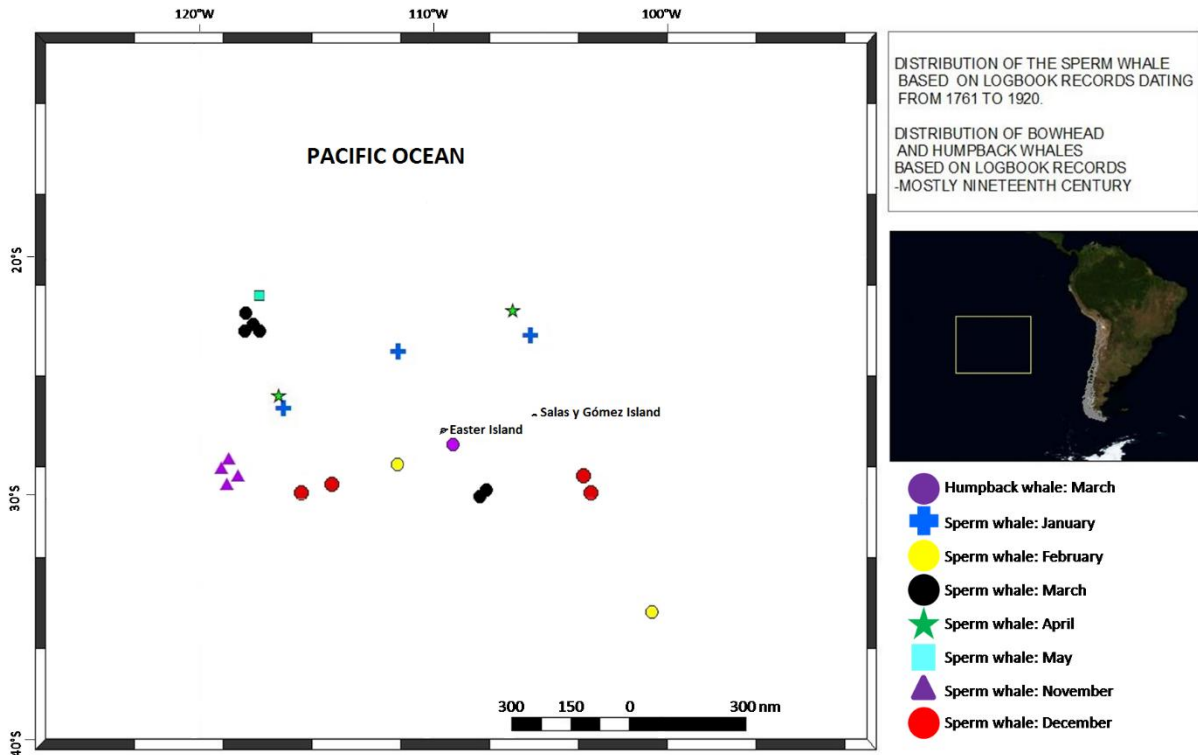 120°W
110°W
100°W
PACIFIC OCEAN
20°S
30°S
40°S
Salas y Gómez Island
Easter Island
300 150 0 300 nm
DISTRIBUTION OF THE SPERM WHALE
BASED ON LOGBOOK RECORDS DATING
FROM 1761 TO 1920.
DISTRIBUTION OF BOWHEAD
AND HUMPBACK WHALES
BASED ON LOGBOOK RECORDS
-MOSTLY NINETEENTH CENTURY
Humpback whale: March
Sperm whale: January
Sperm whale: February
Sperm whale: March
Sperm whale: April
Sperm whale: May
Sperm whale: November
Sperm whale: December